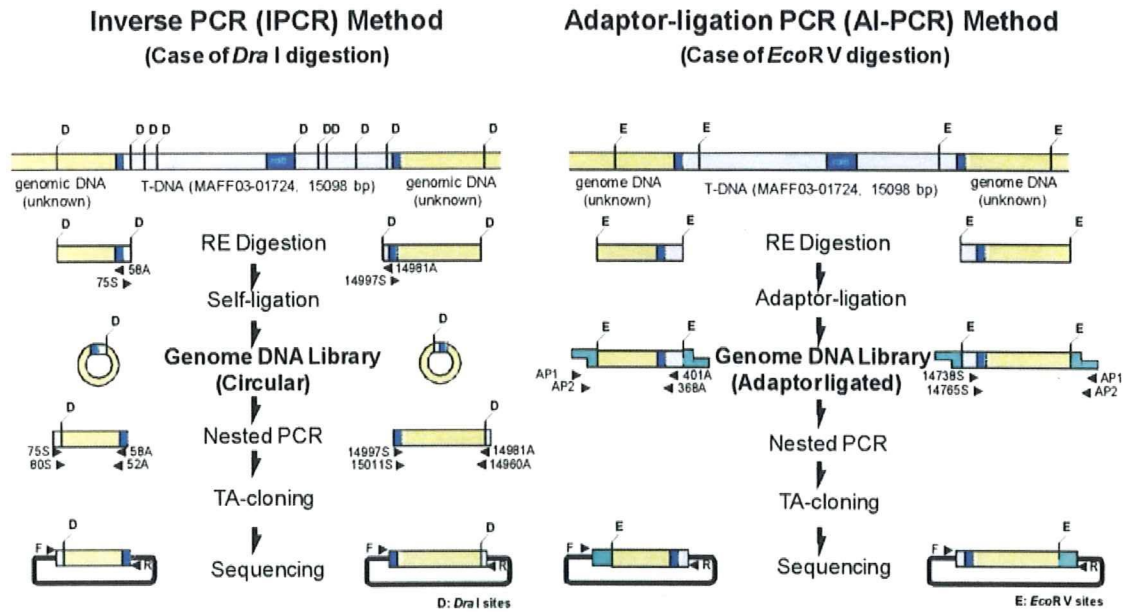 Inverse PCR (IPCR) Method
(Case of Dra I digestion)
D D D D D DD D D D
genomic DNA
(unknown)
T-DNA (MAFF03-01724, 15098 bp)
genomic DNA
(unknown)
D D
RE Digestion
D
58A
75S
14981A
14997S
Self-ligation
D
D
Genome DNA Library
(Circular)
D
Nested PCR
D
75S
58A
80S
52A
14997S
14981A
15011S
14960A
TA-cloning
D
D
F
R
Sequencing
F
R
D: Dra I sites
Adaptor-ligation PCR (AI-PCR) Method
(Case of EcoR V digestion)
E E E E
genome DNA
(unknown)
T-DNA (MAFF03-01724, 15098 bp)
genome DNA
(unknown)
E E
RE Digestion
E
Adaptor-ligation
E E
E
Genome DNA Library
(Adaptor ligated)
AP1
401A
AP2
368A
14738S
AP1
14765S
AP2
Nested PCR
TA-cloning
E
E
F
R
Sequencing
F
R
E: EcoR V sites